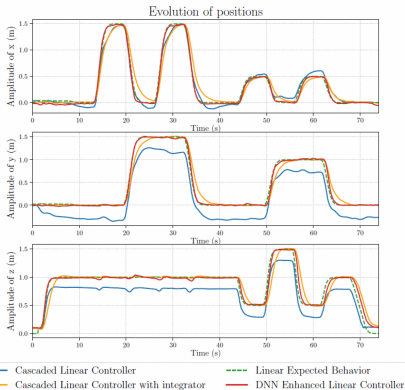 Evolution of positions
Amplitude of x (m)
1.5
1.0
0.5
0.0
0 10 20 30 40 50 60 70
Time (s)
Amplitude of y (m)
1.5
1.0
0.5
0.0
0 10 20 30 40 50 60 70
Time (s)
Amplitude of z (m)
1.5
1.0
0.5
0.0
0 10 20 30 40 50 60 70
Time (s)
Cascaded Linear Controller
Linear Expected Behavior
Cascaded Linear Controller with integrator
DNN Enhanced Linear Controller